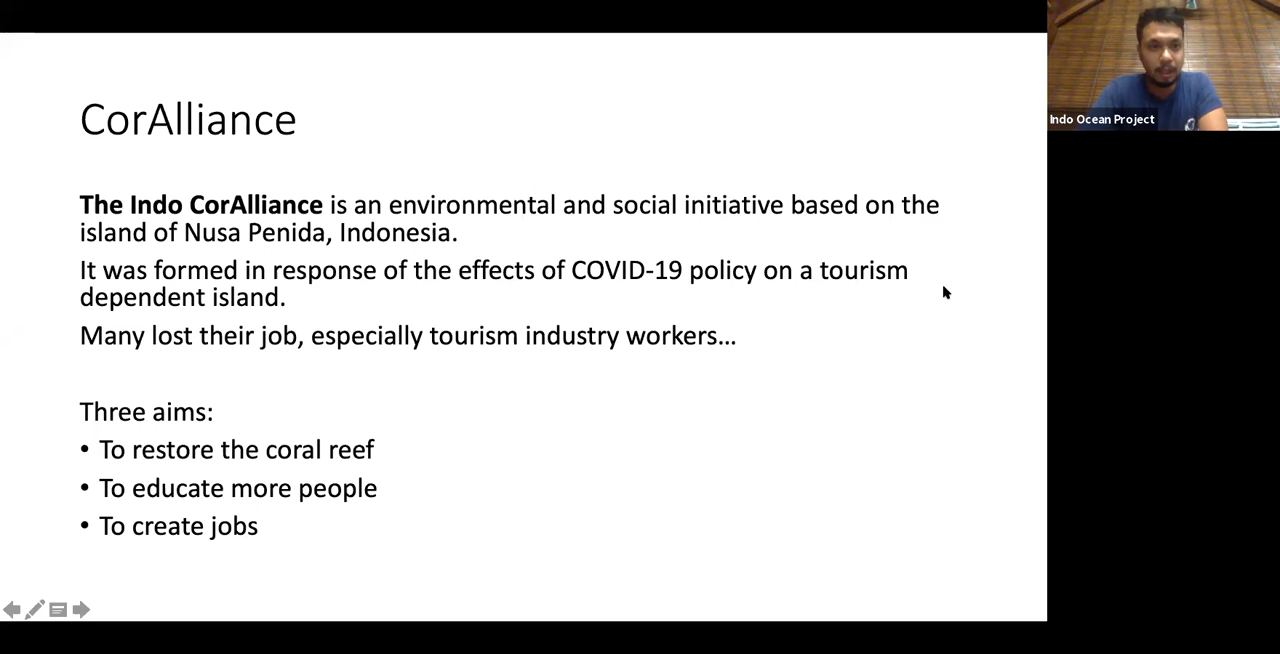 CorAlliance
The Indo CorAlliance is an environmental and social initiative based on the
island of Nusa Penida, Indonesia.
It was formed in response of the effects of COVID-19 policy on a tourism
dependent island.
Many lost their job, especially tourism industry workers…
Three aims:
• To restore the coral reef
• To educate more people
• To create jobs
Indo Ocean Project